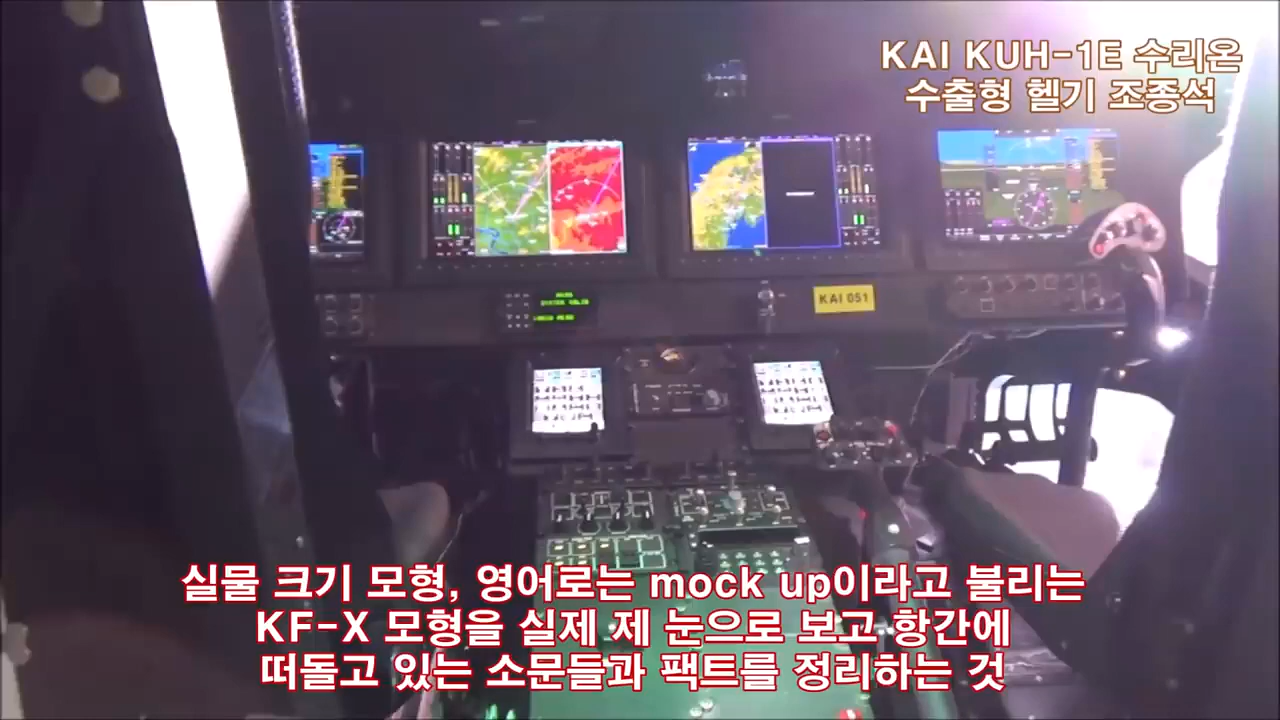 KAI KUH-1E 수리온
수출형 헬기 조종석
KAI 051
실물 크기 모형, 영어로는 mock up이라고 불리는
KF-X 모형을 실제 제 눈으로 보고 항간에
떠돌고 있는 소문들과 팩트를 정리하는 것